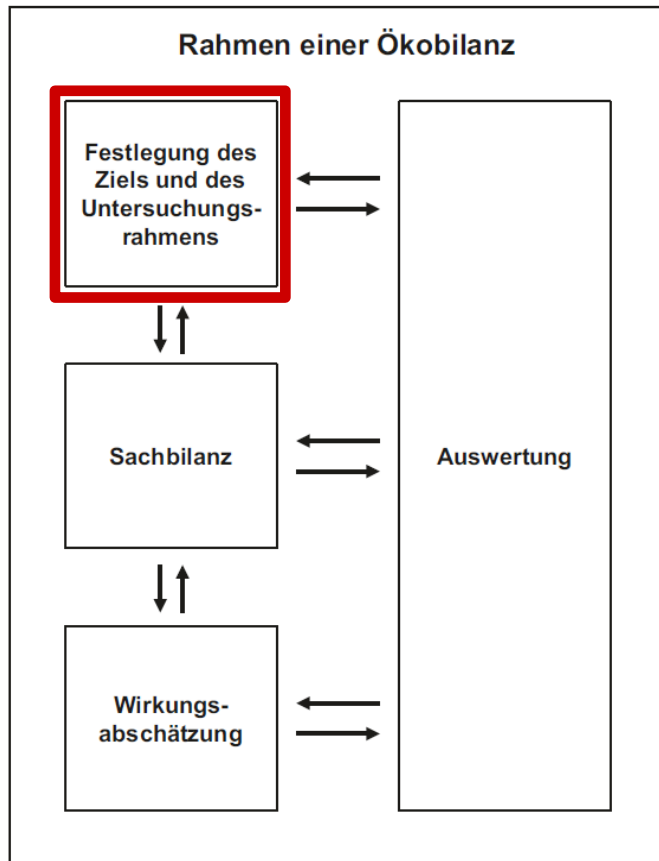 Rahmen einer Ökobilanz
Festlegung des
Ziels und des
Untersuchungs-
rahmens
Sachbilanz
Auswertung
Wirkungs-
abschätzung